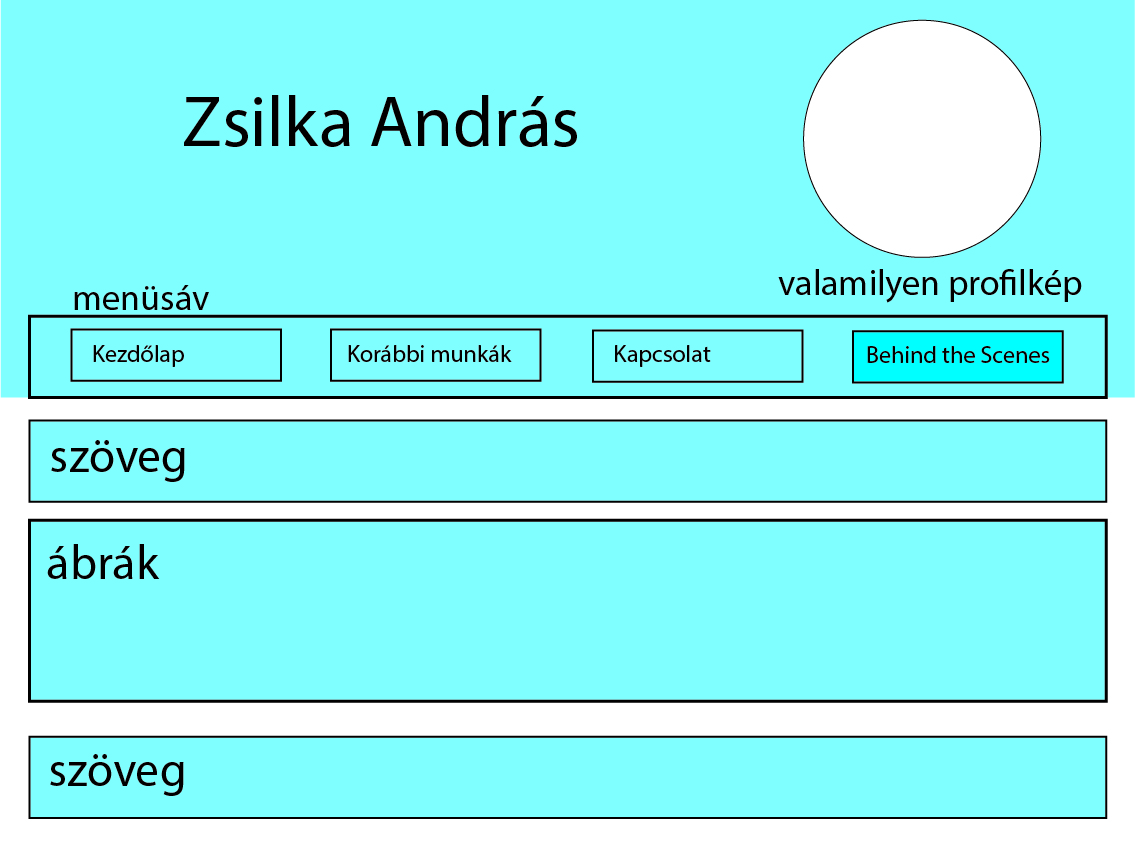 Zsilka András
valamilyen profilkép
menüsáv
Kezdőlap
Korábbi munkák
Kapcsolat
Behind the Scenes
szöveg
ábrák
szöveg